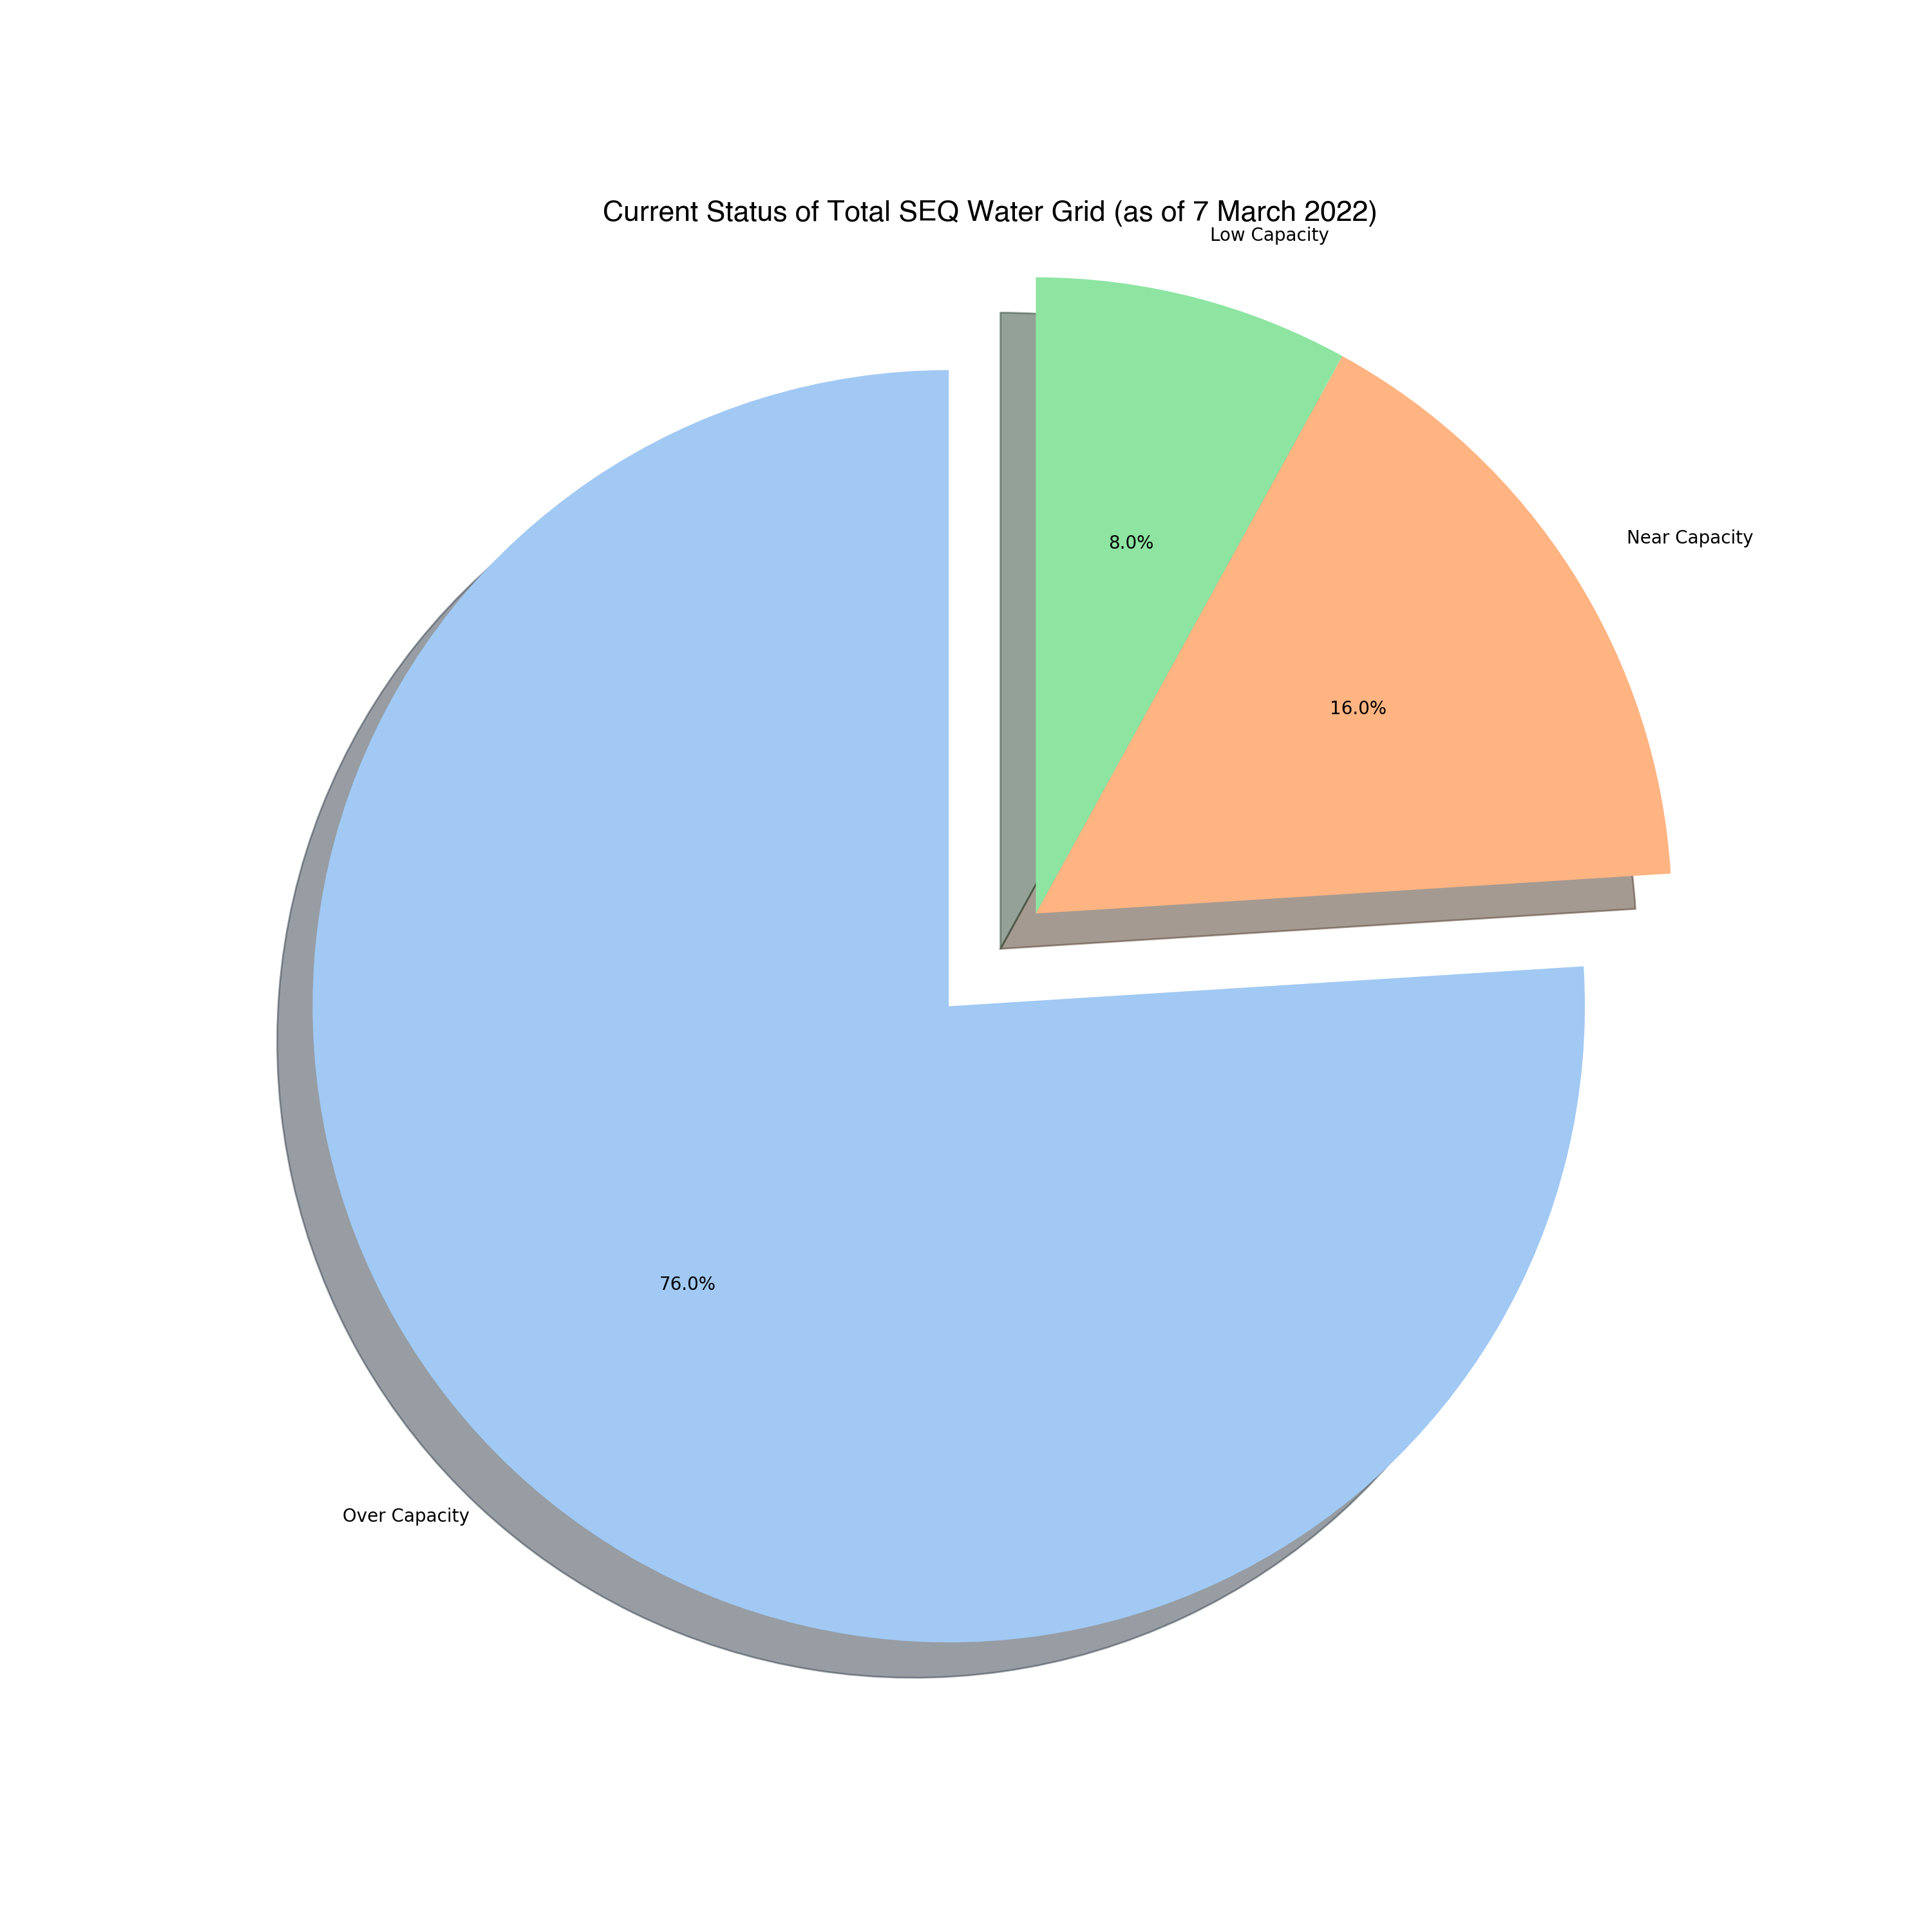 Current Status of Total SEQ Water Grid (as of 7 March 2022)
Low Capacity
Near Capacity
8.0%
16.0%
76.0%
Over Capacity